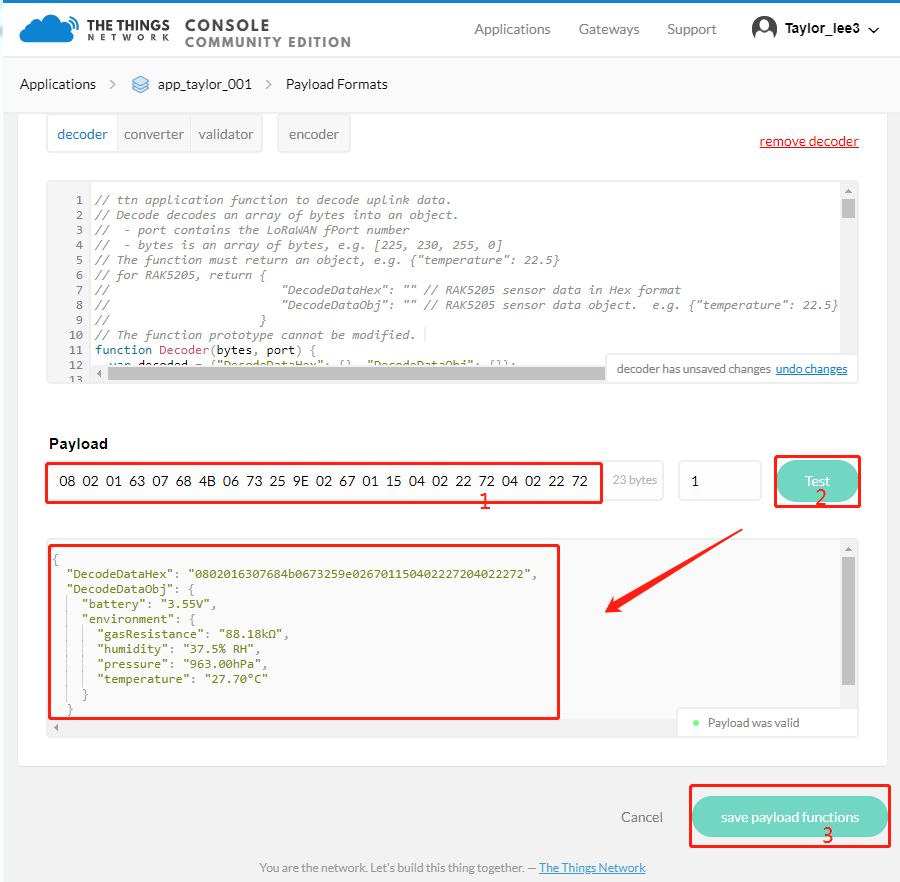 THE THINGS
NETWORK
CONSOLE
COMMUNITY EDITION
Applications
Gateways
Support
Taylor_lee3
Applications
app_taylor_001
Payload Formats
decoder
converter
validator
encoder
remove decoder
1 // ttn application function to decode uplink data.
2 // Decode decodes an array of bytes into an object.
3 //  - port contains the LoRaWAN fPort number
4 //  - bytes is an array of bytes, e.g. [225, 230, 255, 0]
5 // The function must return an object, e.g. {"temperature": 22.5}
6 // for RAK5205, return {
7 //                       "DecodeDataHex": "" // RAK5205 sensor data in Hex format
8 //                       "DecodeDataObj": "" // RAK5205 sensor data object.  e.g. {"temperature": 22.5}
9 //                    }
10 // The function prototype cannot be modified.
11 function Decoder(bytes, port) {
12   var decoded = {"DecodeDataHex": {}, "DecodeDataObj": {}};
13
decoder has unsaved changes undo changes
Payload
08 02 01 63 07 68 4B 06 73 25 9E 02 67 01 15 04 02 22 72 04 02 22 72
23 bytes
1
Test
1
2
{
  "DecodeDataHex": "0802016307684b0673259e026701150402227204022272",
  "DecodeDataObj": {
    "battery": "3.55V",
    "environment": {
      "gasResistance": "88.18kΩ",
      "humidity": "37.5% RH",
      "pressure": "963.00hPa",
      "temperature": "27.70°C"
    }
  }
Payload was valid
Cancel
save payload functions
3
You are the network. Let's build this thing together. — The Things Network